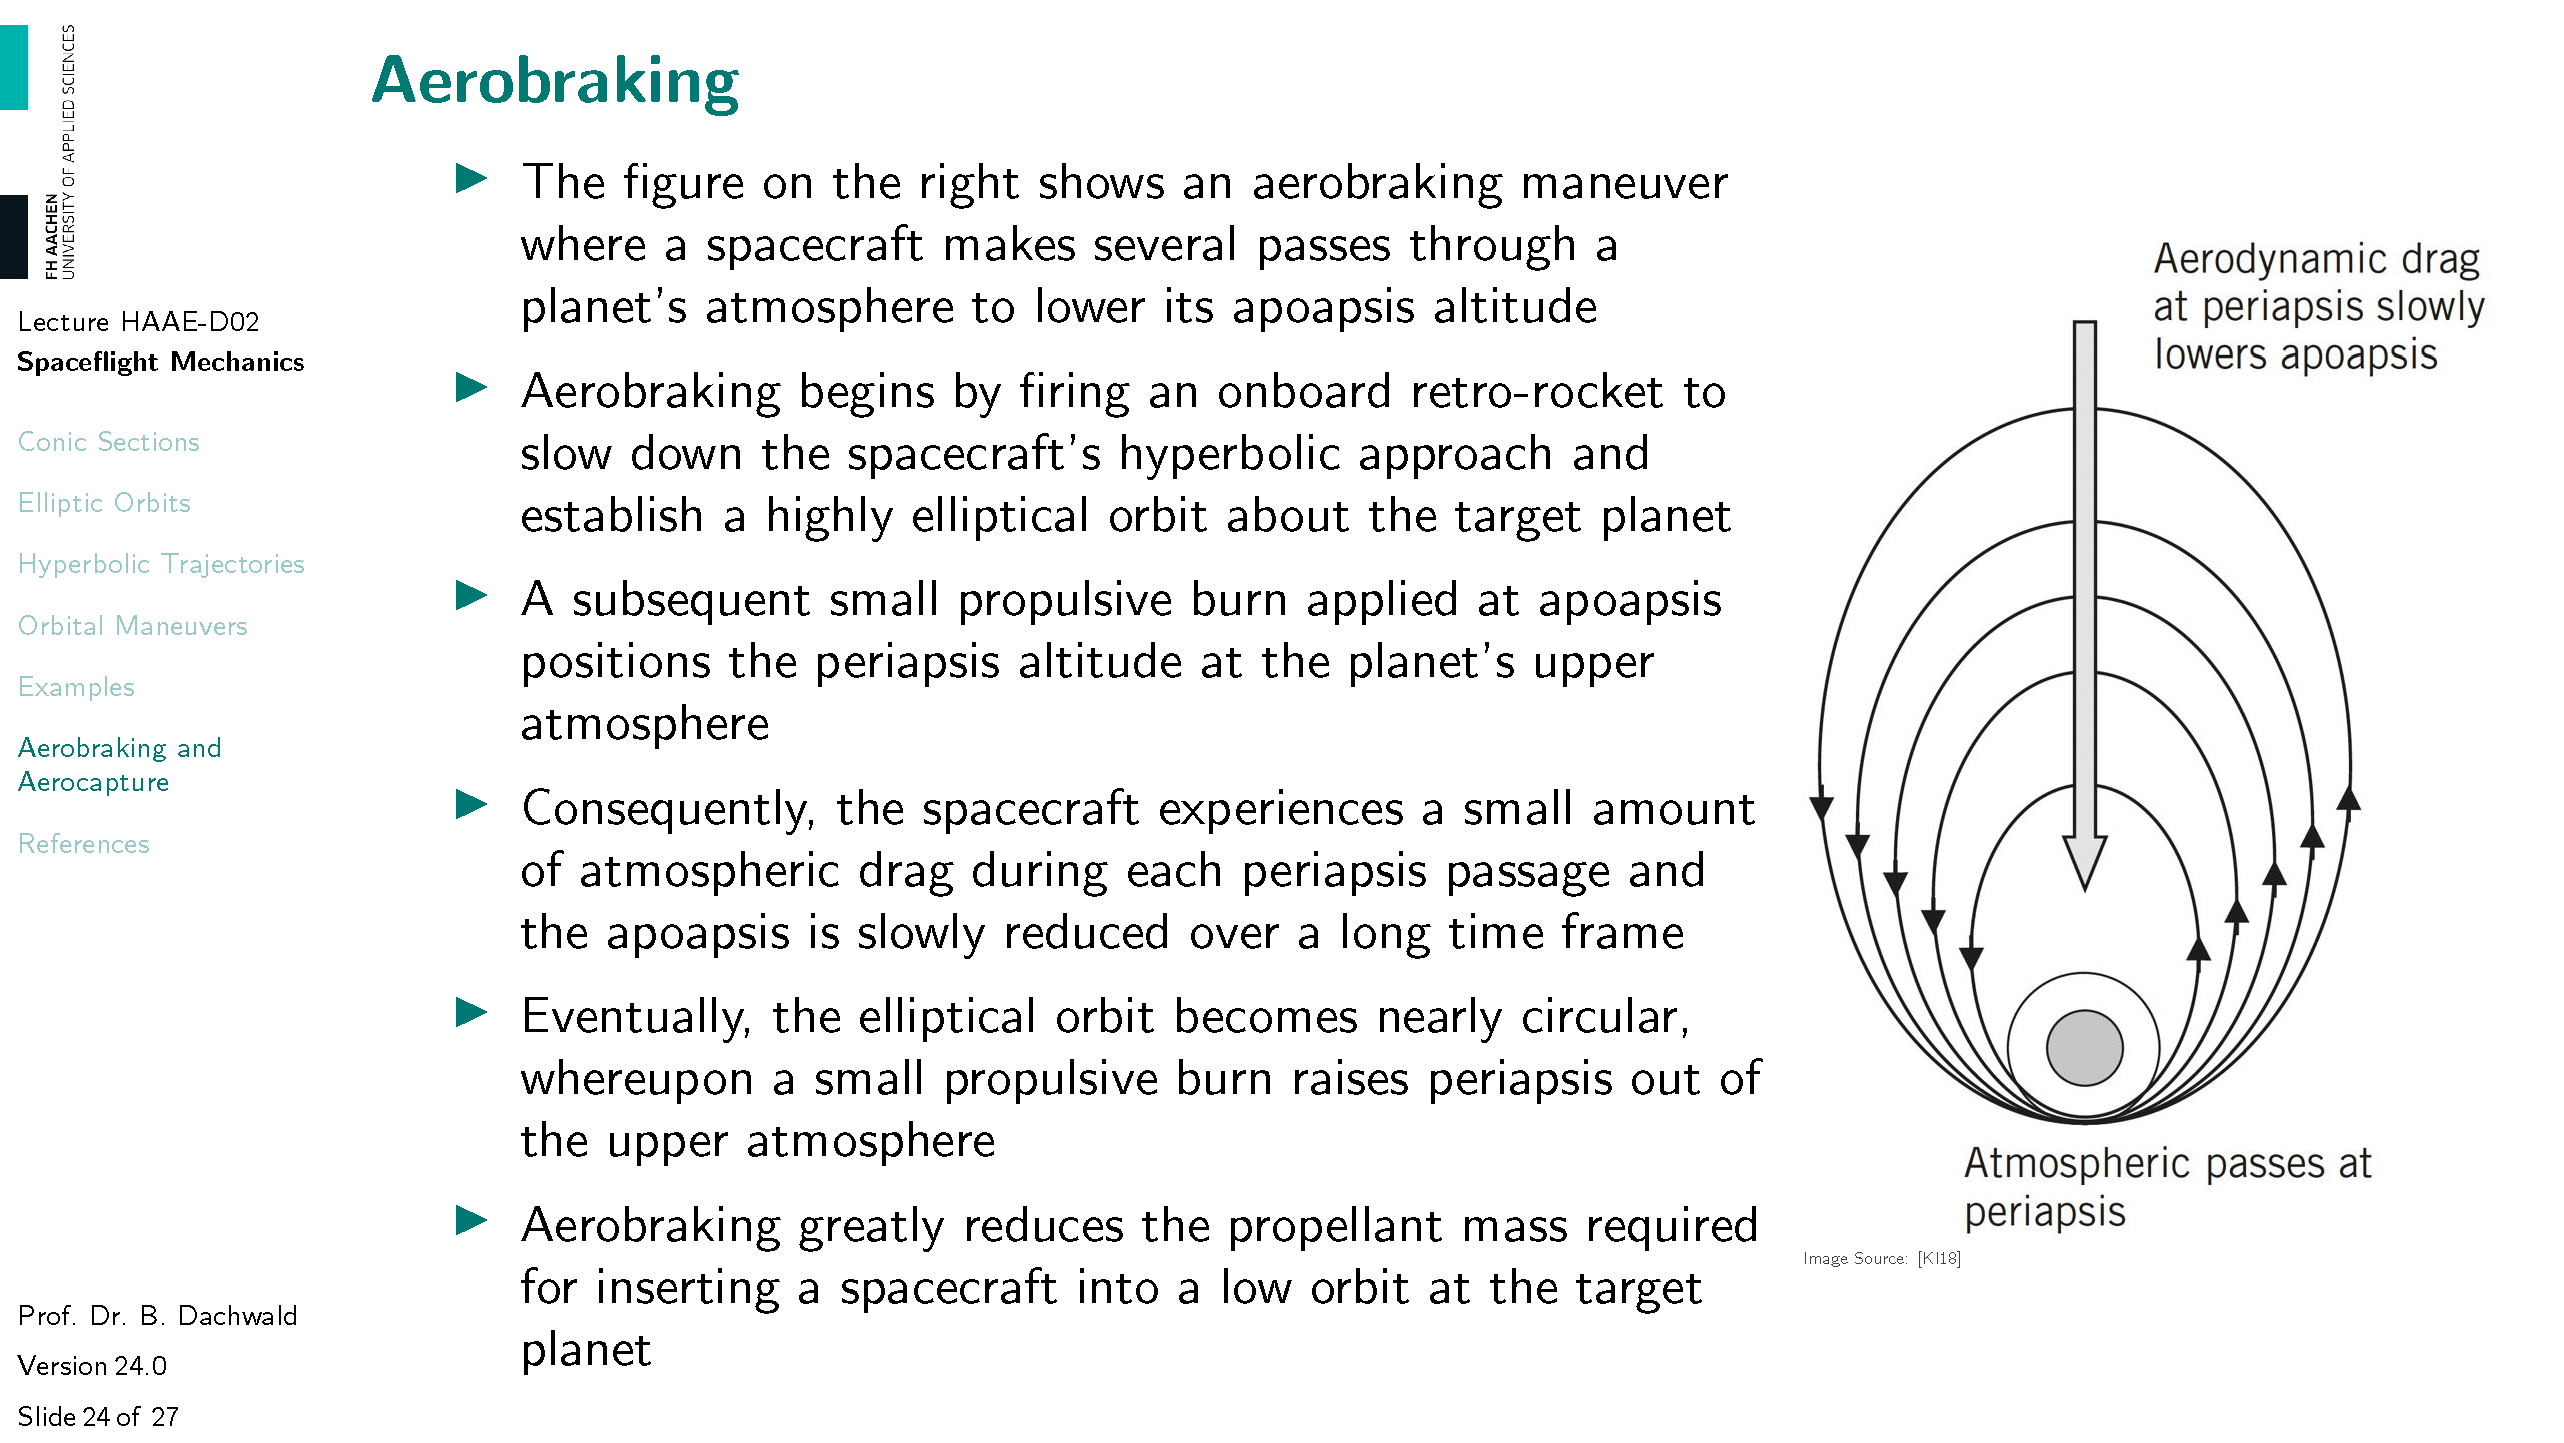 FH AACHEN
UNIVERSITY OF APPLIED SCIENCES
Lecture HAAE-D02
Spaceflight Mechanics
Conic Sections
Elliptic Orbits
Hyperbolic Trajectories
Orbital Maneuvers
Examples
Aerobraking and
Aerocapture
References
Prof. Dr. B. Dachwald
Version 24.0
Slide 24 of 27
Aerobraking
▶ The figure on the right shows an aerobraking maneuver
where a spacecraft makes several passes through a
planet's atmosphere to lower its apoapsis altitude
▶ Aerobraking begins by firing an onboard retro-rocket to
slow down the spacecraft's hyperbolic approach and
establish a highly elliptical orbit about the target planet
▶ A subsequent small propulsive burn applied at apoapsis
positions the periapsis altitude at the planet's upper
atmosphere
▶ Consequently, the spacecraft experiences a small amount
of atmospheric drag during each periapsis passage and
the apoapsis is slowly reduced over a long time frame
▶ Eventually, the elliptical orbit becomes nearly circular,
whereupon a small propulsive burn raises periapsis out of
the upper atmosphere
▶ Aerobraking greatly reduces the propellant mass required
for inserting a spacecraft into a low orbit at the target
planet
Aerodynamic drag
at periapsis slowly
lowers apoapsis
Atmospheric passes at
periapsis
Image Source: [Kl18]